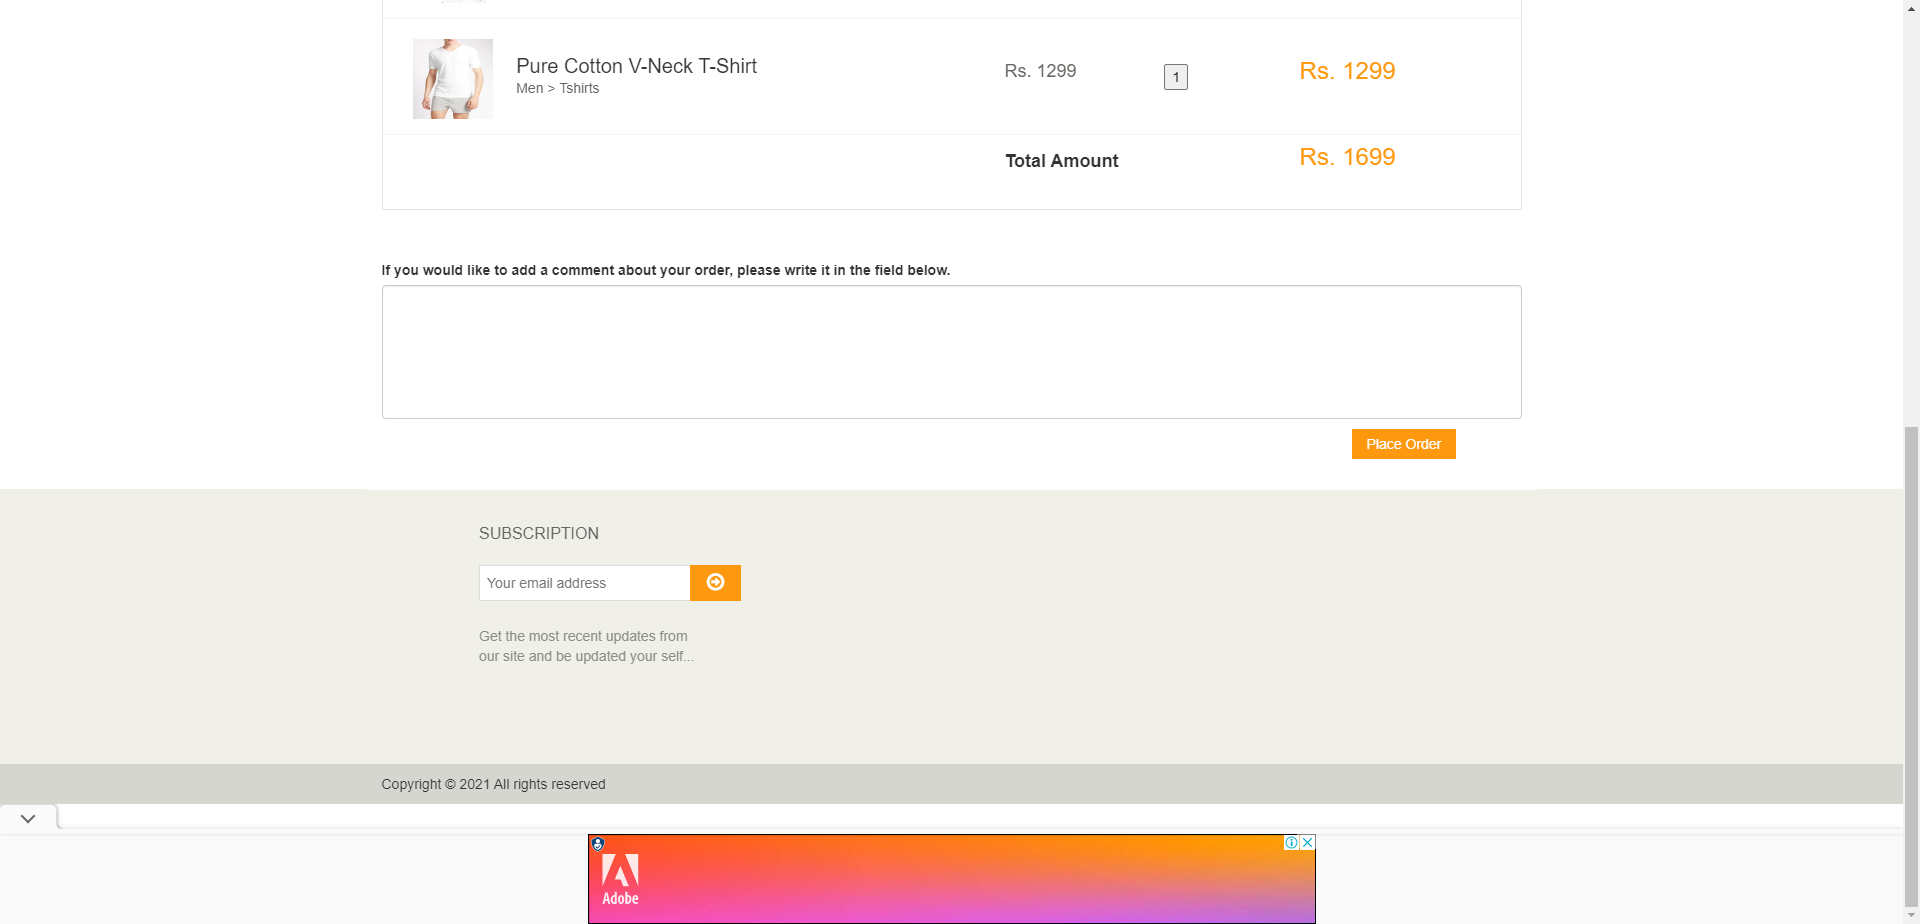 Pure Cotton V-Neck T-Shirt
Men > Tshirts
Rs. 1299
1
Rs. 1299
Total Amount
Rs. 1699
If you would like to add a comment about your order, please write it in the field below.
Place Order
SUBSCRIPTION
Your email address
Get the most recent updates from
our site and be updated your self...
Copyright © 2021 All rights reserved
Adobe